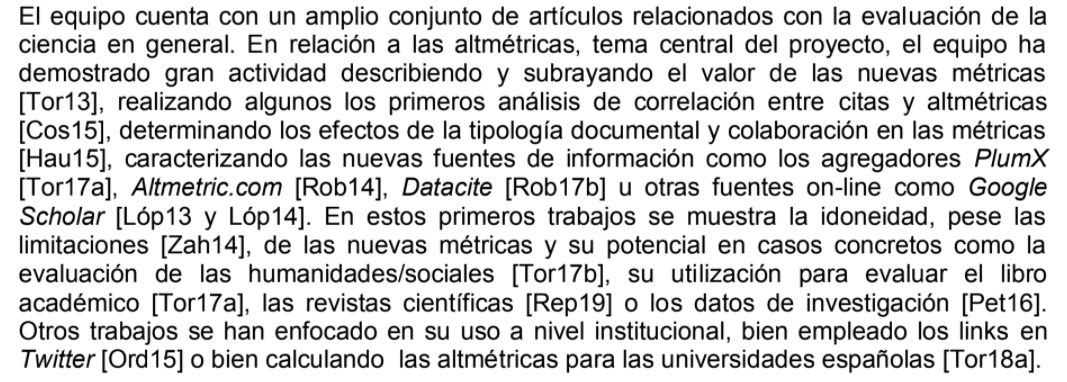 El equipo cuenta con un amplio conjunto de artículos relacionados con la evaluación de la
ciencia en general. En relación a las altmétricas, tema central del proyecto, el equipo ha
demostrado gran actividad describiendo y subrayando el valor de las nuevas métricas
[Tor13], realizando algunos los primeros análisis de correlación entre citas y altmétricas
[Cos15], determinando los efectos de la tipología documental y colaboración en las métricas
[Hau15], caracterizando las nuevas fuentes de información como los agregadores PlumX
[Tor17a], Altmetric.com [Rob14], Datacite [Rob17b] u otras fuentes on-line como Google
Scholar [Lóp13 y Lóp14]. En estos primeros trabajos se muestra la idoneidad, pese las
limitaciones [Zah14], de las nuevas métricas y su potencial en casos concretos como la
evaluación de las humanidades/sociales [Tor17b], su utilización para evaluar el libro
académico [Tor17a], las revistas científicas [Rep19] o los datos de investigación [Pet16].
Otros trabajos se han enfocado en su uso a nivel institucional, bien empleado los links en
Twitter [Ord15] o bien calculando las altmétricas para las universidades españolas [Tor18a].